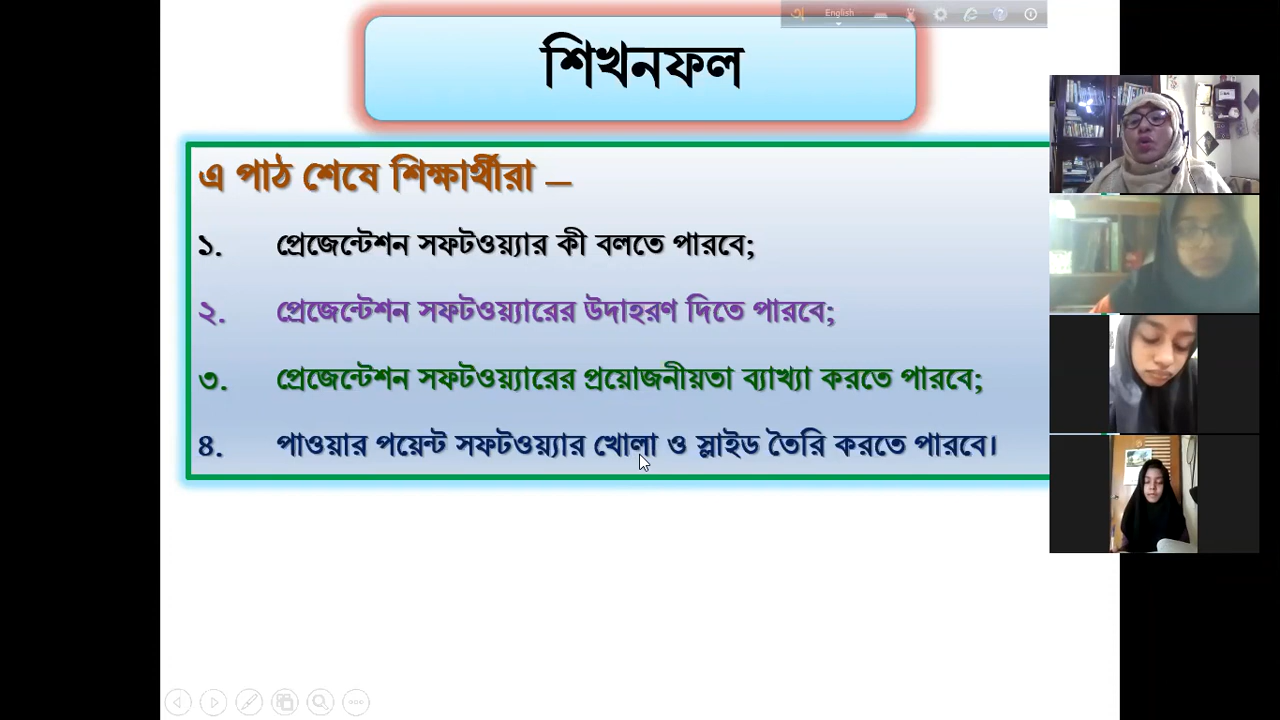 English
শিখনফল
এ পাঠ শেষে শিক্ষার্থীরা –
১. প্রেজেন্টেশন সফটওয়্যার কী বলতে পারবে;
২. প্রেজেন্টেশন সফটওয়্যারের উদাহরণ দিতে পারবে;
৩. প্রেজেন্টেশন সফটওয়্যারের প্রয়োজনীয়তা ব্যাখ্যা করতে পারবে;
৪. পাওয়ার পয়েন্ট সফটওয়্যার খোলা ও স্লাইড তৈরি করতে পারবে।